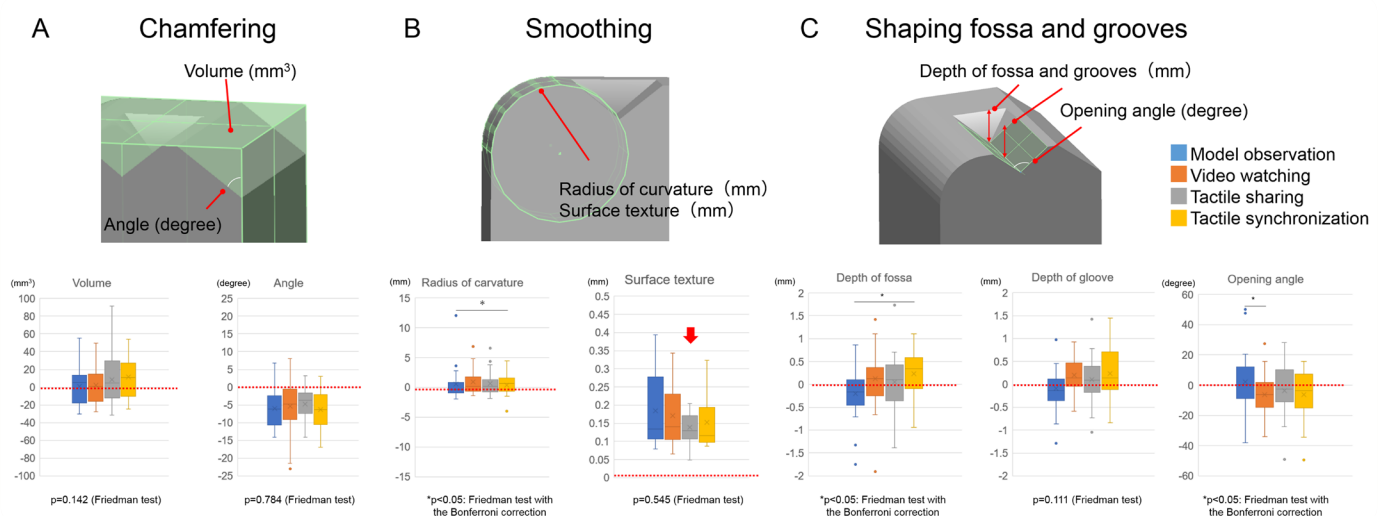 A
Chamfering
Volume (mm³)
Angle (degree)
B
Smoothing
Radius of curvature（mm）
Surface texture（mm）
C
Shaping fossa and grooves
Depth of fossa and grooves（mm）
Opening angle (degree)
Model observation
Video watching
Tactile sharing
Tactile synchronization
(mm³)
Volume
100
80
60
40
20
0
-20
-40
-60
-80
-100
p=0.142 (Friedman test)
(degree)
Angle
25
20
15
10
5
0
-5
-10
-15
-20
-25
p=0.784 (Friedman test)
(mm)
Radius of carvature
15
10
5
0
-5
-10
-15
*
*p<0.05: Friedman test with
the Bonferroni correction
(mm)
Surface texture
0.5
0.45
0.4
0.35
0.3
0.25
0.2
0.15
0.1
0.05
0
p=0.545 (Friedman test)
(mm)
Depth of fossa
2
1.5
1
0.5
0
-0.5
-1
-1.5
-2
*
*p<0.05: Friedman test with
the Bonferroni correction
(mm)
Depth of gloove
2
1.5
1
0.5
0
-0.5
-1
-1.5
-2
p=0.111 (Friedman test)
(degree)
Opening angle
60
40
20
0
-20
-40
-60
*
*p<0.05: Friedman test with
the Bonferroni correction